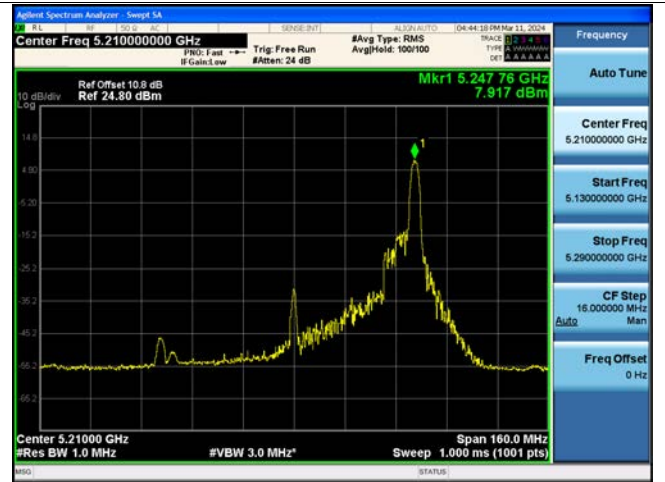 Agilent Spectrum Analyzer - Swept SA
RL RF 50 Ω AC SENSE:INT ALIGN AUTO 04:44:18 PM Mar 11, 2024
Center Freq 5.210000000 GHz
PNO: Fast
IFGain:Low
Trig: Free Run
#Atten: 24 dB
#Avg Type: RMS
Avg|Hold: 100/100
TRACE 1 2 3 4 5 6
TYPE A WWWWW
DET A A A A A A
Mkr1 5.247 76 GHz
7.917 dBm
Ref Offset 10.8 dB
Ref 24.80 dBm
10 dB/div
Log
14.8
4.80
-5.20
-15.2
-25.2
-35.2
-45.2
-55.2
-65.2
1
Center 5.21000 GHz
Span 160.0 MHz
#Res BW 1.0 MHz
#VBW 3.0 MHz*
Sweep 1.000 ms (1001 pts)
MSG
STATUS
Frequency
Auto Tune
Center Freq
5.210000000 GHz
Start Freq
5.130000000 GHz
Stop Freq
5.290000000 GHz
CF Step
16.000000 MHz
Auto Man
Freq Offset
0 Hz